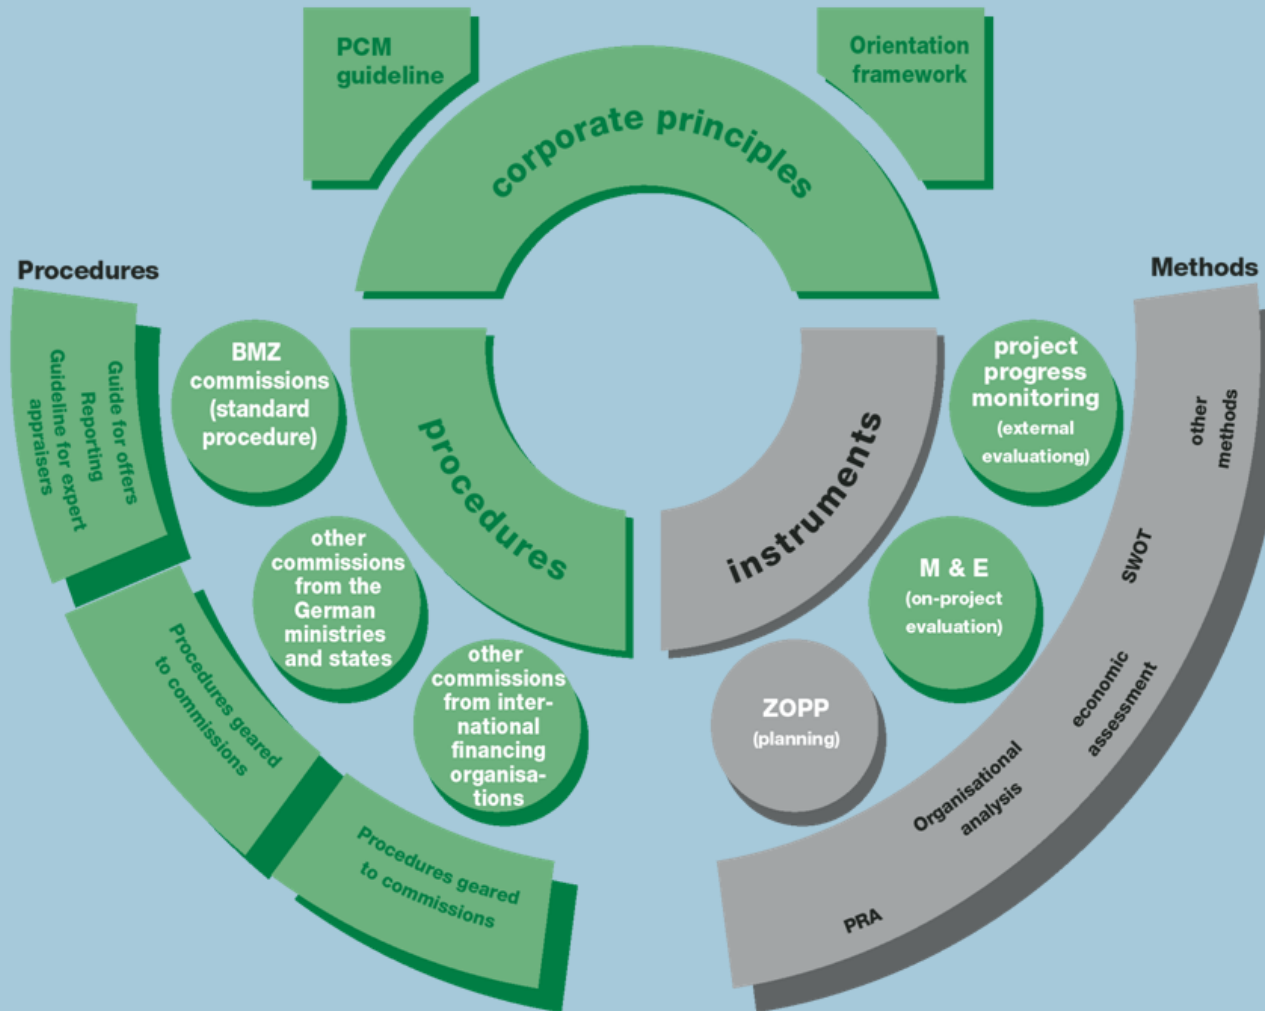 PCM
guideline
Orientation
framework
corporate principles
Procedures
Methods
Guide for offers
Reporting
Guideline for expert
appraisers
BMZ
commissions
(standard
procedure)
procedures
instruments
project
progress
monitoring
(external
evaluationg)
other
methods
other
commissions
from the
German
ministries
and states
M & E
(on-project
evaluation)
SWOT
Procedures geared
to commissions
other
commissions
from inter-
national
financing
organisa-
tions
ZOPP
(planning)
economic
assessment
Organisational
analysis
Procedures geared
to commissions
PRA